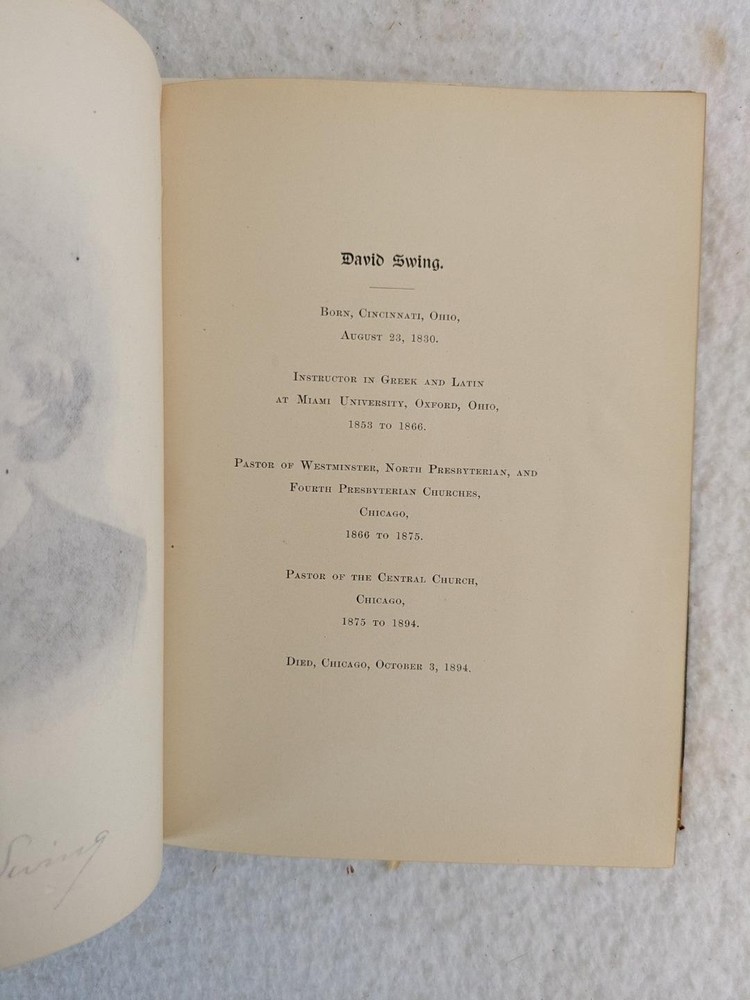 Swing
David Swing.
Born, Cincinnati, Ohio,
August 23, 1830.
Instructor in Greek and Latin
at Miami University, Oxford, Ohio,
1853 to 1866.
Pastor of Westminster, North Presbyterian, and
Fourth Presbyterian Churches,
Chicago,
1866 to 1875.
Pastor of the Central Church,
Chicago,
1875 to 1894.
Died, Chicago, October 3, 1894.